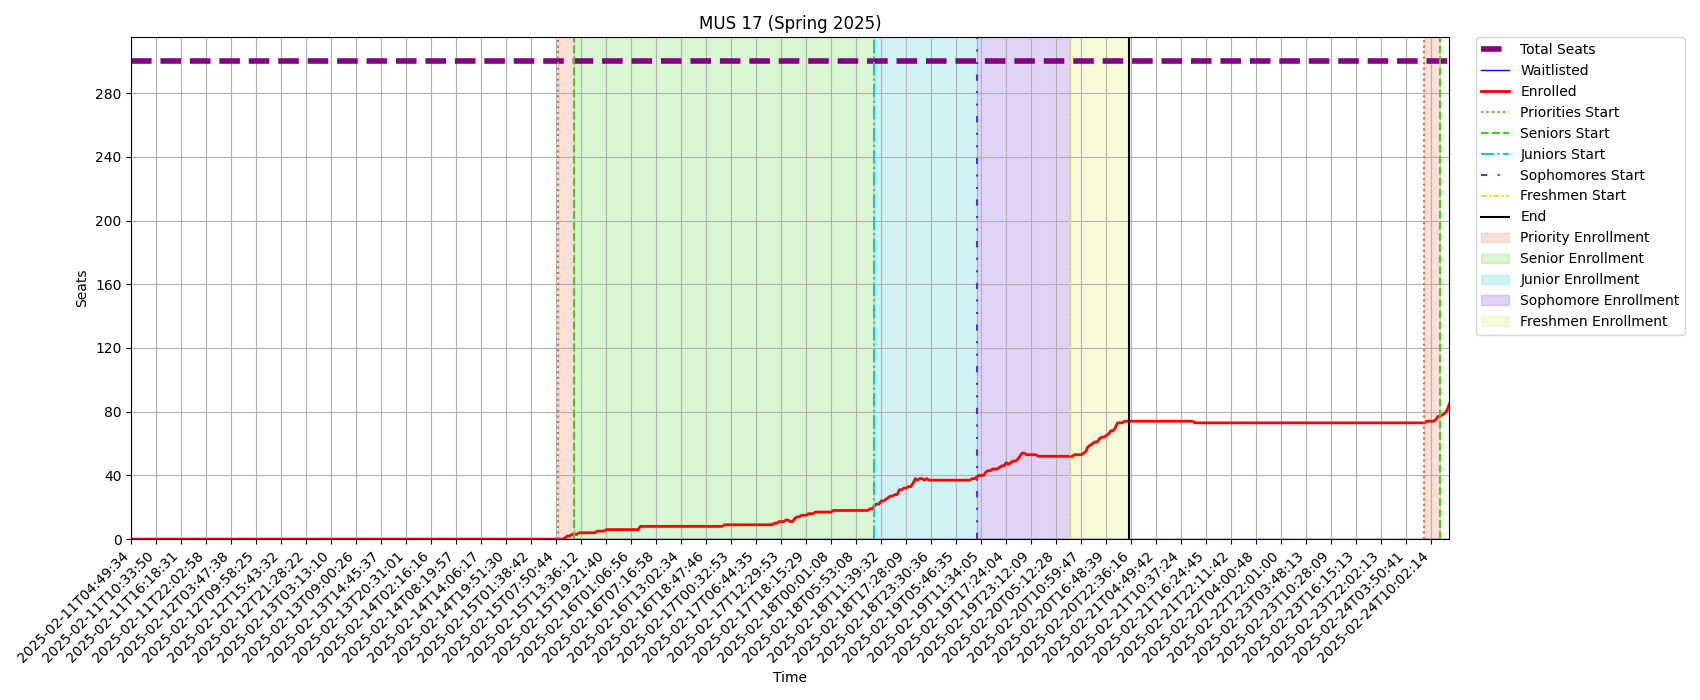 MUS 17 (Spring 2025)
Total Seats
Waitlisted
Enrolled
Priorities Start
Seniors Start
Juniors Start
Sophomores Start
Freshmen Start
End
Priority Enrollment
Senior Enrollment
Junior Enrollment
Sophomore Enrollment
Freshmen Enrollment
Seats
280
240
200
160
120
80
40
0
2025-02-11T04:49:34
2025-02-11T10:33:50
2025-02-11T16:18:31
2025-02-11T22:02:58
2025-02-12T03:47:38
2025-02-12T09:58:25
2025-02-12T15:43:32
2025-02-12T21:28:22
2025-02-13T03:13:10
2025-02-13T09:00:26
2025-02-13T14:45:37
2025-02-13T20:31:01
2025-02-14T02:16:16
2025-02-14T08:19:57
2025-02-14T14:06:17
2025-02-14T19:51:30
2025-02-15T01:38:42
2025-02-15T07:50:44
2025-02-15T13:36:12
2025-02-15T19:21:40
2025-02-16T01:06:56
2025-02-16T07:16:58
2025-02-16T13:02:34
2025-02-16T18:47:46
2025-02-17T00:32:53
2025-02-17T06:44:35
2025-02-17T12:29:53
2025-02-17T18:15:29
2025-02-18T00:01:08
2025-02-18T05:53:08
2025-02-18T11:39:32
2025-02-18T17:28:09
2025-02-18T23:30:36
2025-02-19T05:46:35
2025-02-19T11:34:05
2025-02-19T17:24:04
2025-02-19T23:12:09
2025-02-20T05:12:28
2025-02-20T10:59:47
2025-02-20T16:48:39
2025-02-20T22:36:16
2025-02-21T04:49:42
2025-02-21T10:37:24
2025-02-21T16:24:45
2025-02-21T22:11:42
2025-02-22T04:00:48
2025-02-22T22:01:00
2025-02-23T03:48:13
2025-02-23T10:28:09
2025-02-23T16:15:13
2025-02-23T22:02:13
2025-02-24T03:50:41
2025-02-24T10:02:14
Time